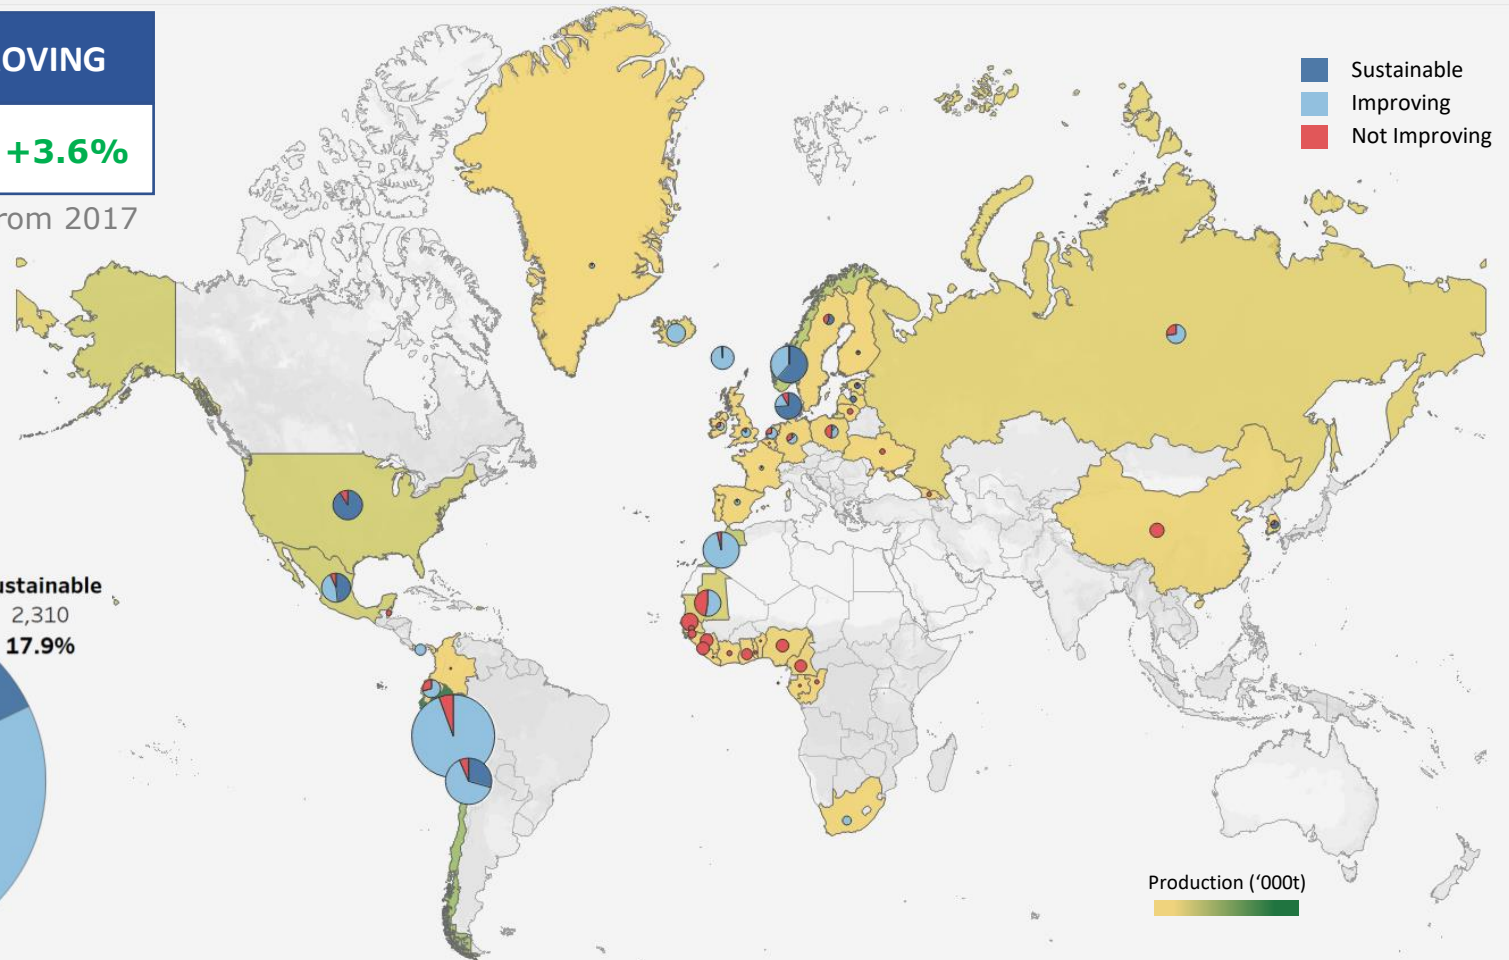 OVING
+3.6%
rom 2017
Sustainable
Improving
Not Improving
ustainable
2,310
17.9%
Production (‘000t)